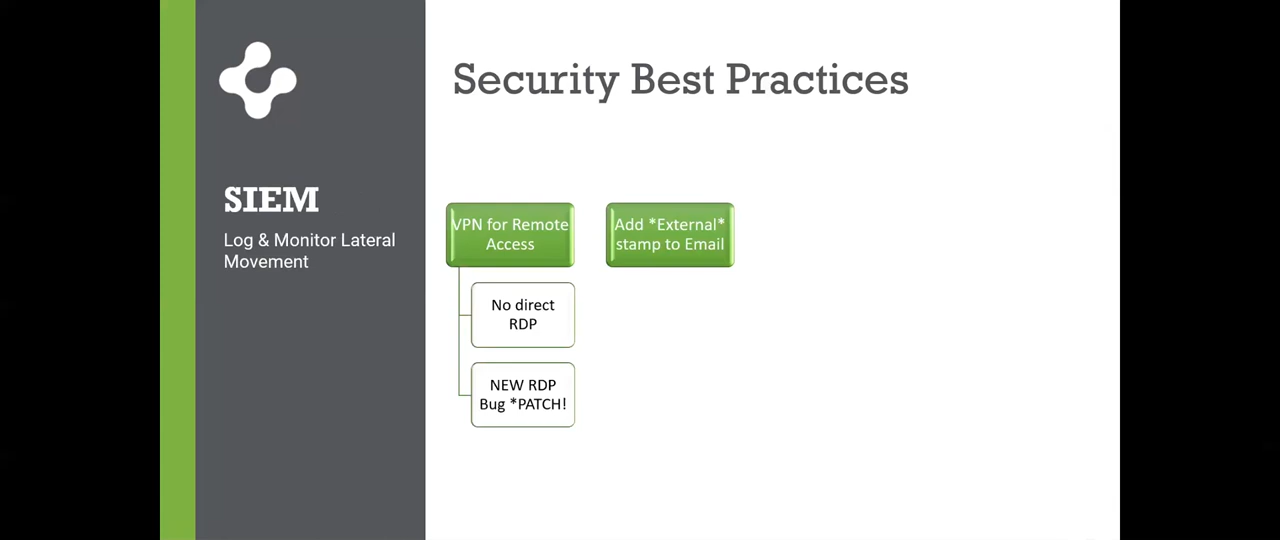 Security Best Practices
SIEM
Log & Monitor Lateral
Movement
VPN for Remote
Access
No direct
RDP
NEW RDP
Bug *PATCH!
Add *External*
stamp to Email